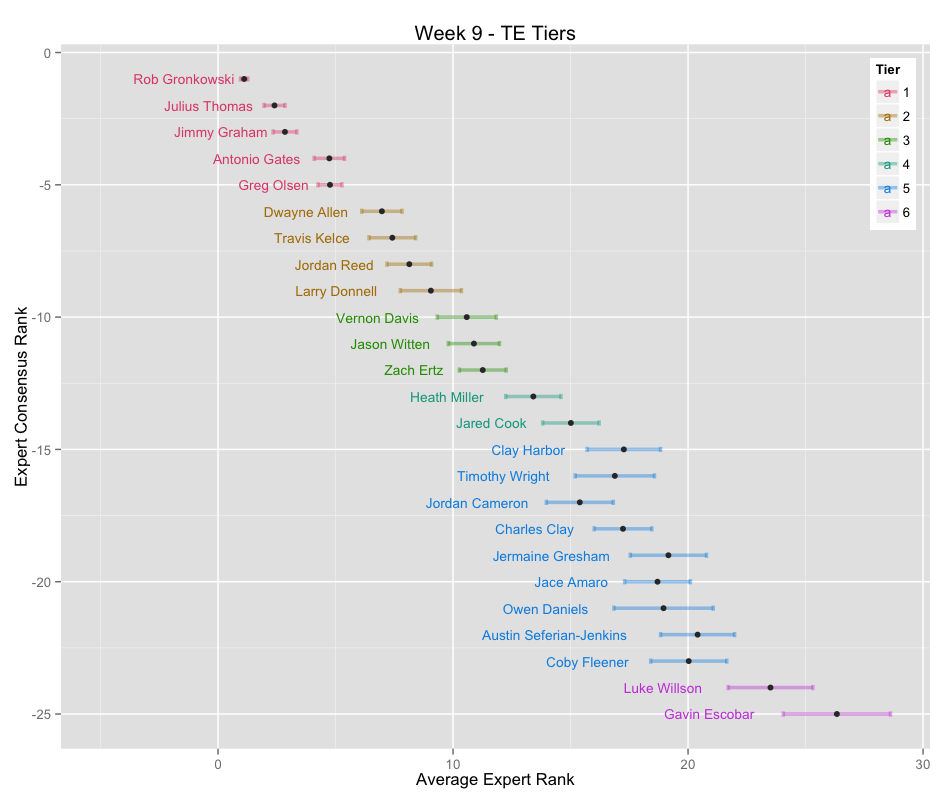 Week 9 - TE Tiers
0
-5
-10
-15
-20
-25
Expert Consensus Rank
Rob Gronkowski
Julius Thomas
Jimmy Graham
Antonio Gates
Greg Olsen
Dwayne Allen
Travis Kelce
Jordan Reed
Larry Donnell
Vernon Davis
Jason Witten
Zach Ertz
Heath Miller
Jared Cook
Clay Harbor
Timothy Wright
Jordan Cameron
Charles Clay
Jermaine Gresham
Jace Amaro
Owen Daniels
Austin Seferian-Jenkins
Coby Fleener
Luke Willson
Gavin Escobar
Tier
a 1
a 2
a 3
a 4
a 5
a 6
0 10 20 30
Average Expert Rank